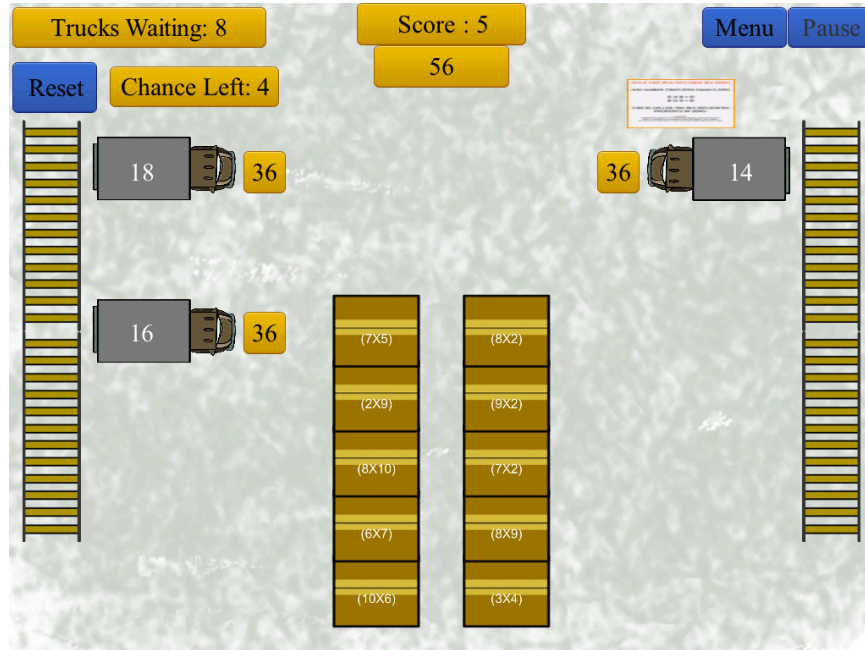 Trucks Waiting: 8
Score : 5
Menu
Pause
56
Reset
Chance Left: 4
18
36
36
14
16
36
(7X5)
(8X2)
(2X9)
(9X2)
(8X10)
(7X2)
(6X7)
(8X9)
(10X6)
(3X4)